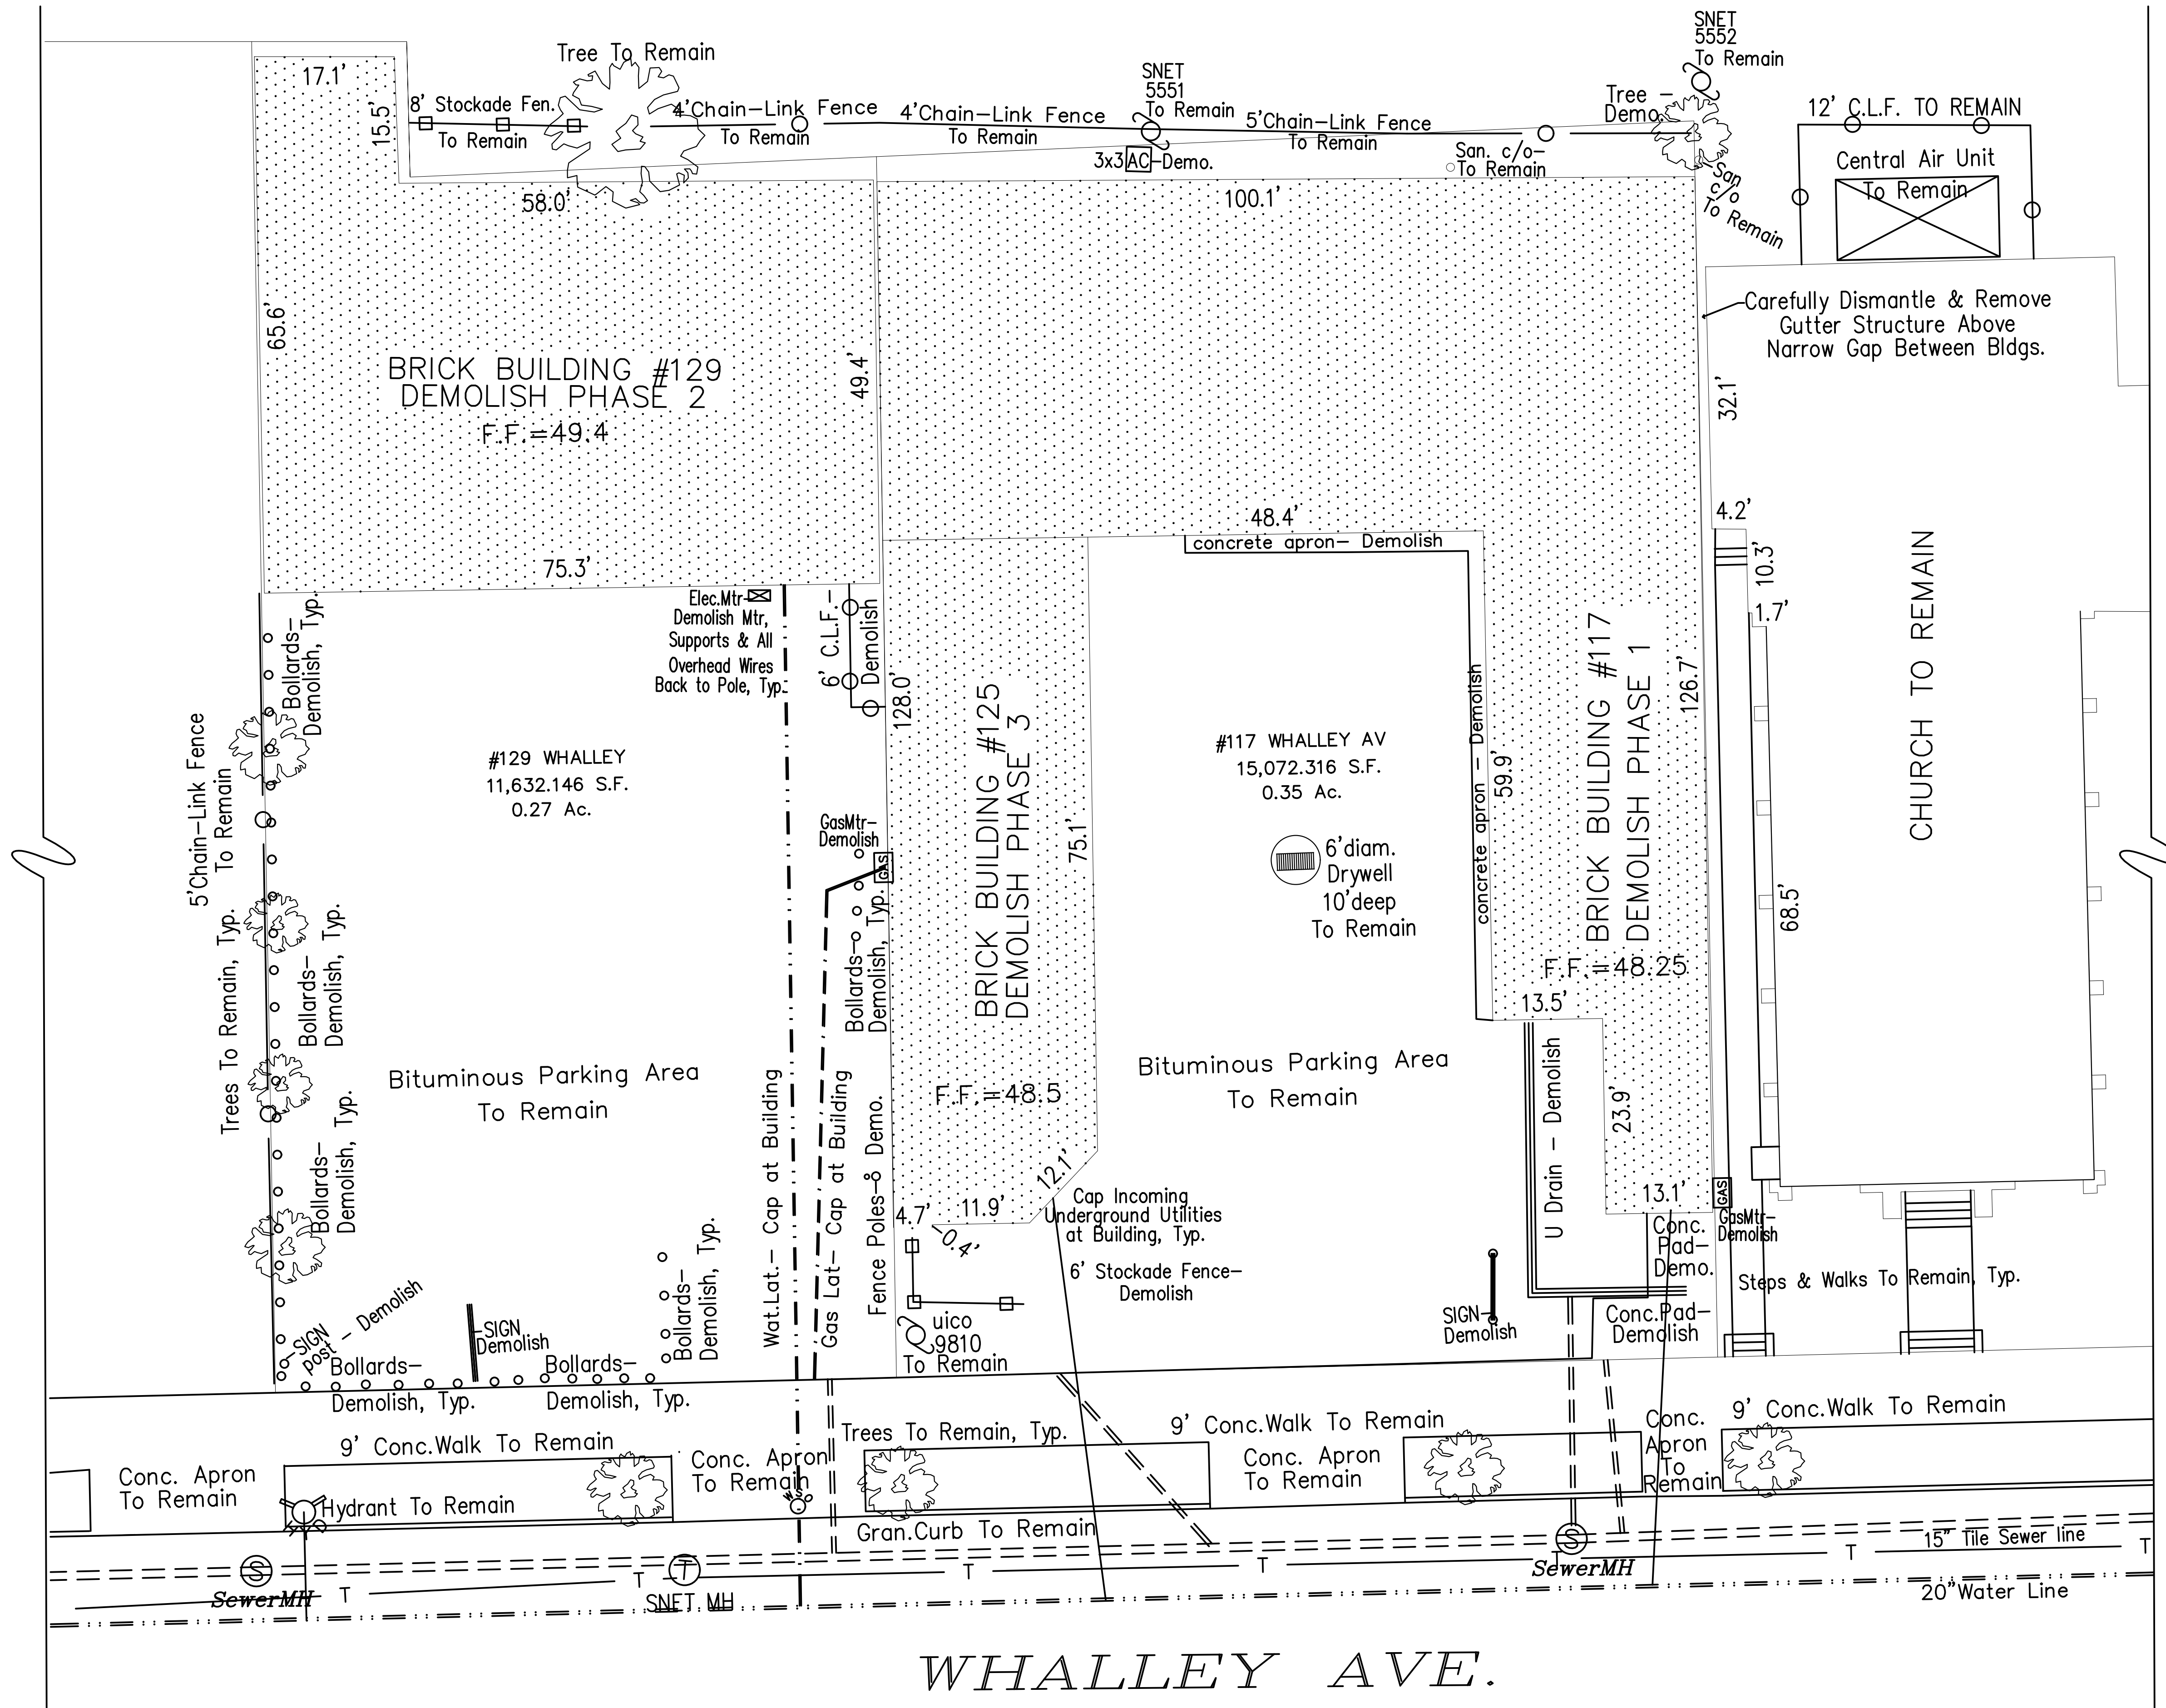 SNET
5552
To Remain
Tree To Remain
17.1'
15.5'
8' Stockade Fen.
To Remain
4'Chain-Link Fence
To Remain
4'Chain-Link Fence
To Remain
SNET
5551
To Remain
5'Chain-Link Fence
To Remain
Tree -
Demo.
3x3 AC-Demo.
San. c/o-
To Remain
San
c/o
To Remain
12' C.L.F. TO REMAIN
Central Air Unit
To Remain
58.0'
100.1'
65.6'
49.4'
BRICK BUILDING #129
DEMOLISH PHASE 2
F.F.=49.4
75.3'
Carefully Dismantle & Remove
Gutter Structure Above
Narrow Gap Between Bldgs.
32.1'
4.2'
10.3'
1.7'
CHURCH TO REMAIN
68.5'
48.4'
concrete apron- Demolish
concrete apron - Demolish
concrete apron - Demolish
Elec.Mtr-
Demolish Mtr,
Supports & All
Overhead Wires
Back to Pole, Typ.
6' C.L.F.-
Demolish
128.0'
BRICK BUILDING #125
DEMOLISH PHASE 3
F.F.=48.5
75.1'
#129 WHALLEY
11,632.146 S.F.
0.27 Ac.
#117 WHALLEY AV
15,072.316 S.F.
0.35 Ac.
6'diam.
Drywell
10'deep
To Remain
59.9'
BRICK BUILDING #117
DEMOLISH PHASE 1
126.7'
F.F.=48.25
13.5'
23.9'
13.1'
Bollards-
Demolish, Typ.
5'Chain-Link Fence
To Remain
Trees To Remain, Typ.
Bollards-
Demolish, Typ.
Bollards-
Demolish, Typ.
GasMtr-
Demolish
GAS
Bollards-
Demolish, Typ.
Bituminous Parking Area
To Remain
Bituminous Parking Area
To Remain
Wat.Lat.- Cap at Building
Gas Lat- Cap at Building
Fence Poles- Demo.
U Drain - Demolish
12.1'
11.9'
4.7'
0.4'
Cap Incoming
Underground Utilities
at Building, Typ.
6' Stockade Fence-
Demolish
GAS
GasMtr-
Demolish
Conc.
Pad-
Demo.
Steps & Walks To Remain, Typ.
Conc.Pad-
Demolish
SIGN-
Demolish
uico
9810
To Remain
Bollards-
Demolish, Typ.
SIGN
post - Demolish
SIGN
Demolish
Bollards-
Demolish, Typ.
Bollards-
Demolish, Typ.
9' Conc.Walk To Remain
Conc. Apron
To Remain
Hydrant To Remain
Conc. Apron
To Remain
W S O
Trees To Remain, Typ.
9' Conc.Walk To Remain
Conc. Apron
To Remain
Conc.
Apron
To
Remain
9' Conc.Walk To Remain
Gran.Curb To Remain
15" Tile Sewer line
20"Water Line
S
SewerMH
T
T
T
SNET MH
T
T
T
S
SewerMH
T
T
WHALLEY AVE.